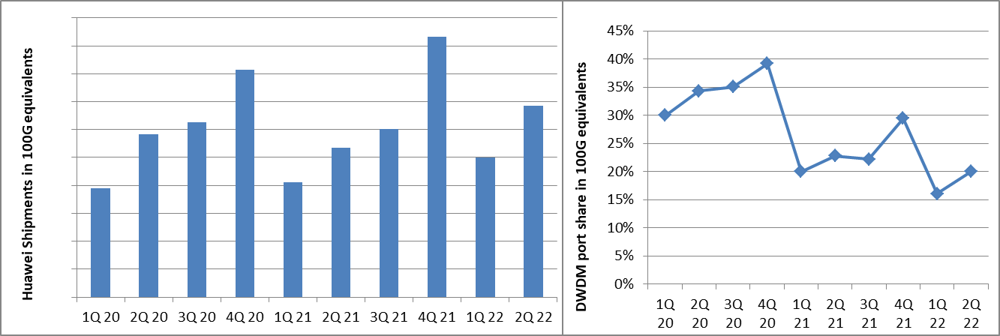 Huawei Shipments in 100G equivalents
1Q 20 2Q 20 3Q 20 4Q 20 1Q 21 2Q 21 3Q 21 4Q 21 1Q 22 2Q 22
DWDM port share in 100G equivalents
45%
40%
35%
30%
25%
20%
15%
10%
5%
0%
1Q 2Q 3Q 4Q 1Q 2Q 3Q 4Q 1Q 2Q
20 20 20 20 21 21 21 21 22 22